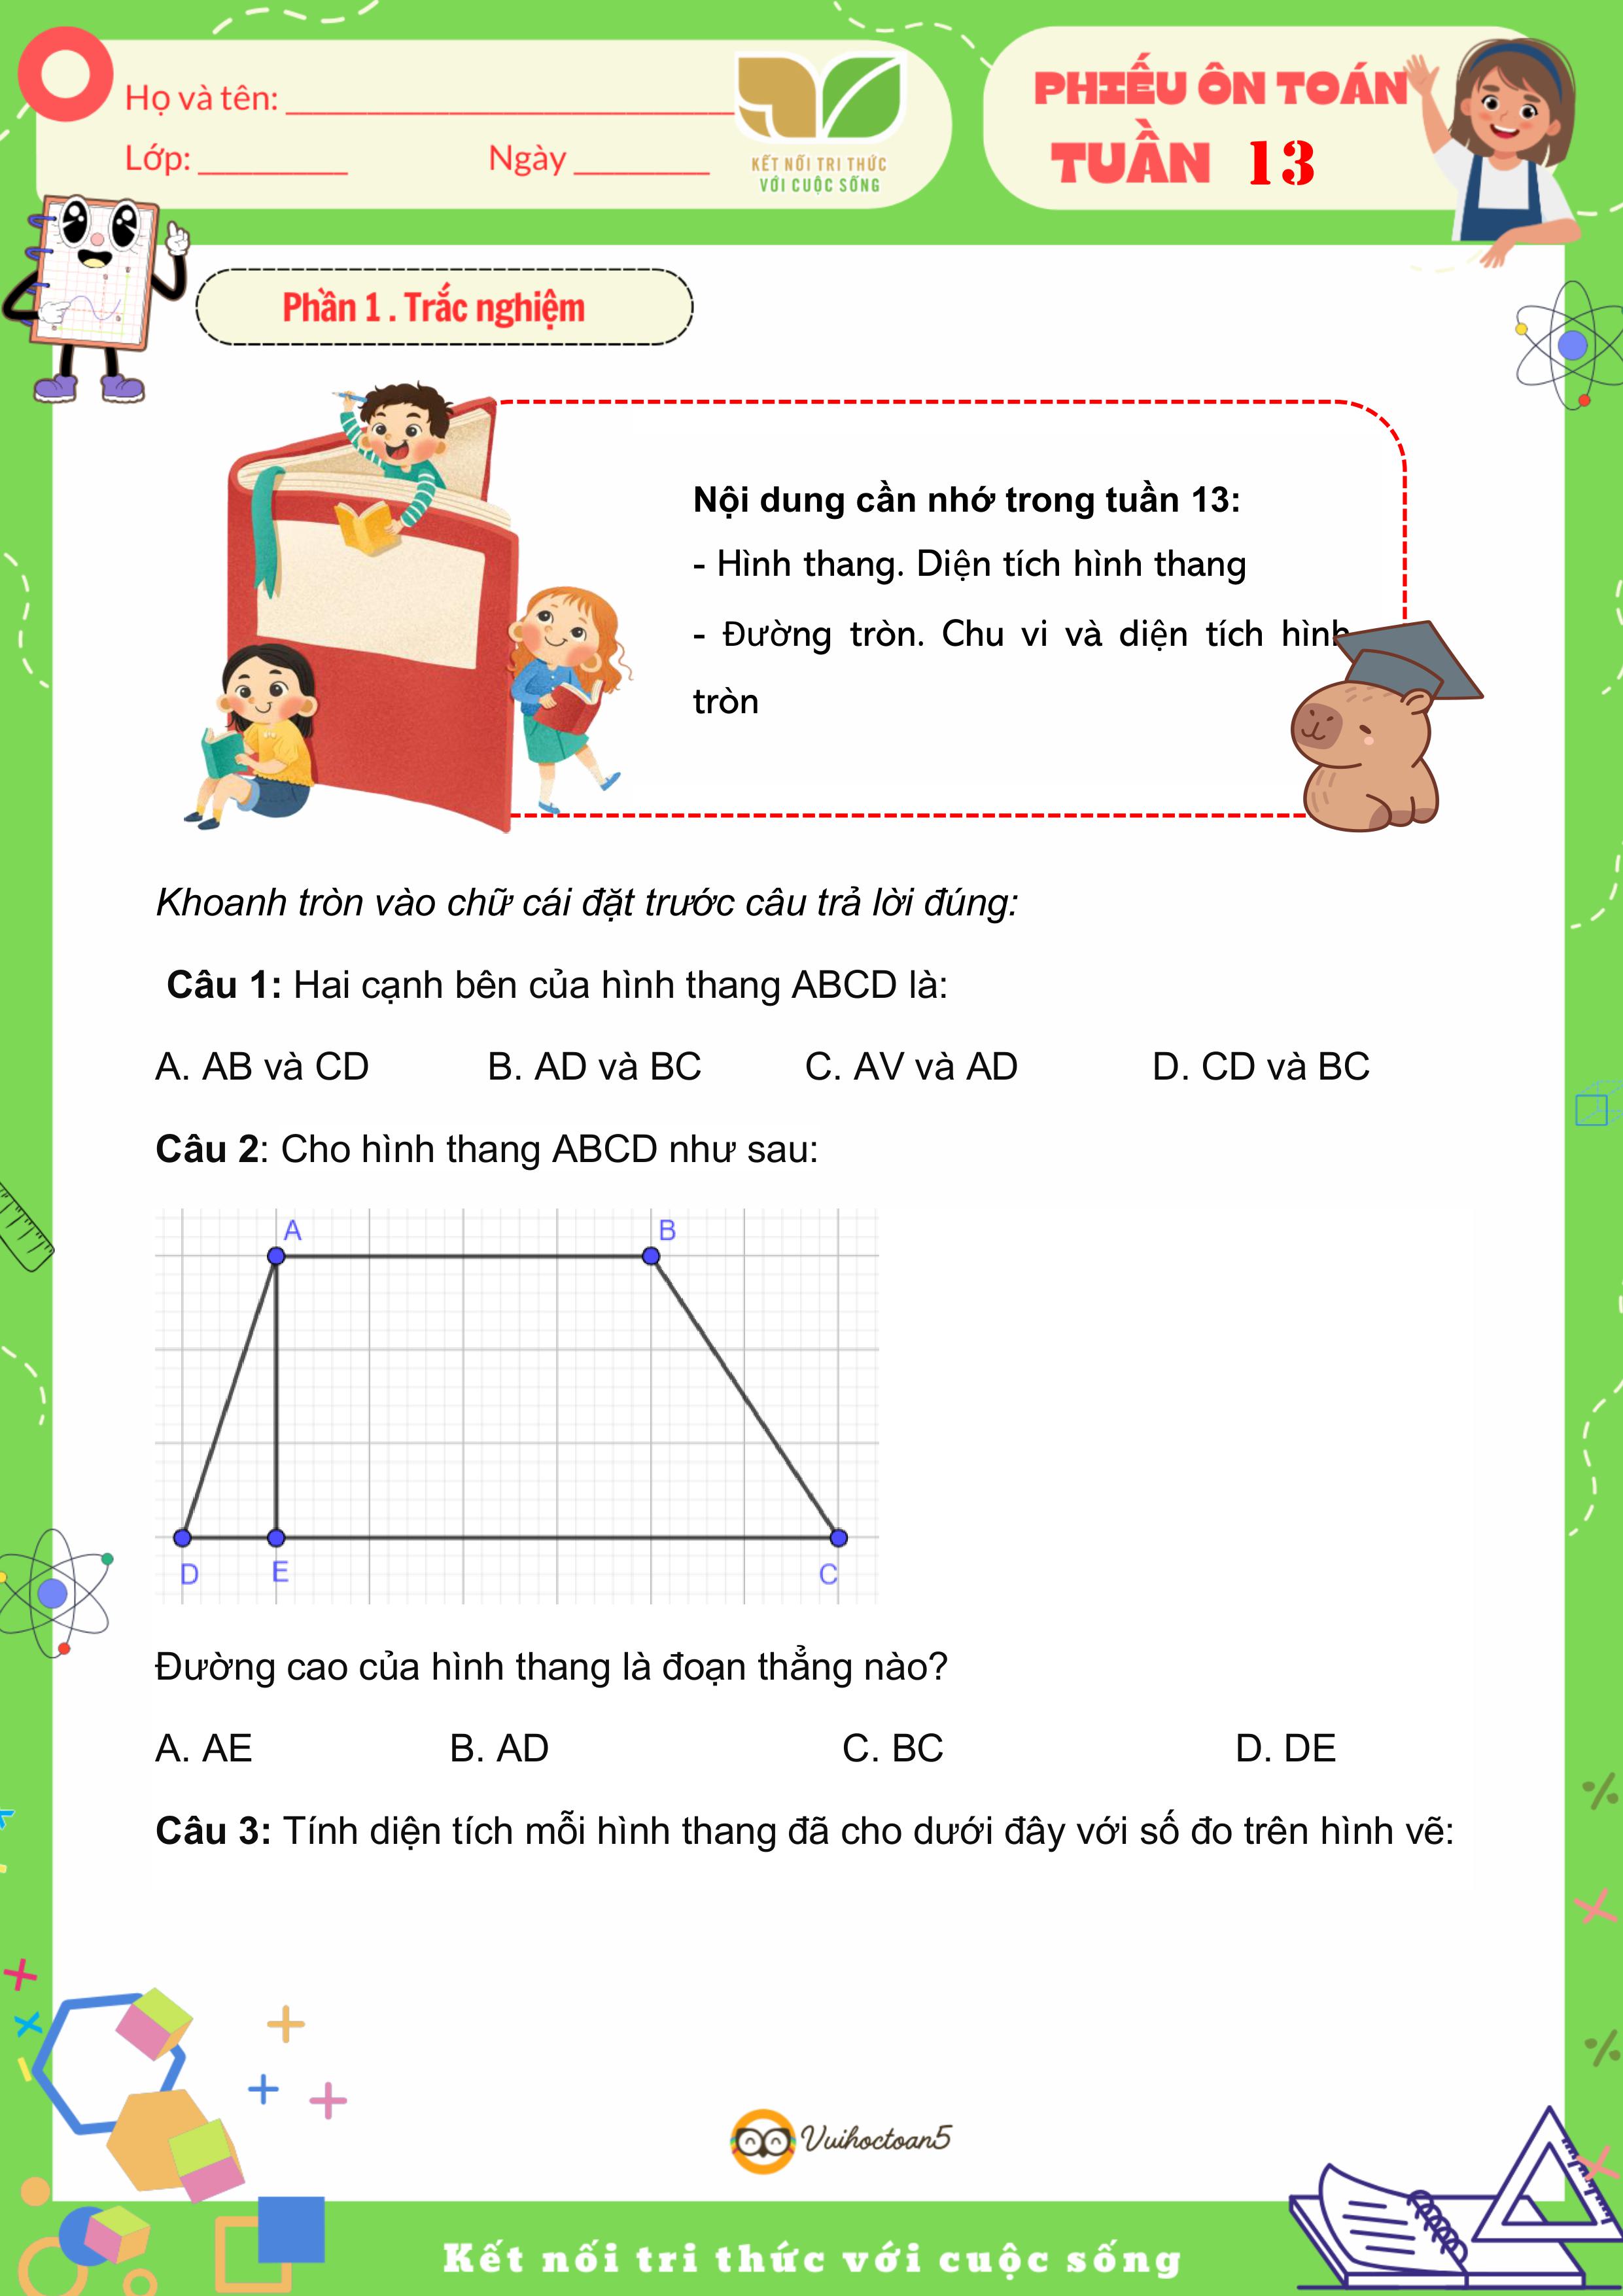 Họ và tên:
Lớp: Ngày
KẾT NỐI TRI THỨC
VỚI CUỘC SỐNG
PHIẾU ÔN TOÁN
TUẦN 13
Phần 1 . Trắc nghiệm
Nội dung cần nhớ trong tuần 13:
- Hình thang. Diện tích hình thang
- Đường tròn. Chu vi và diện tích hình
tròn
Khoanh tròn vào chữ cái đặt trước câu trả lời đúng:
Câu 1: Hai cạnh bên của hình thang ABCD là:
A. AB và CD B. AD và BC C. AV và AD D. CD và BC
Câu 2: Cho hình thang ABCD như sau:
A B
D E C
Đường cao của hình thang là đoạn thẳng nào?
A. AE B. AD C. BC D. DE
Câu 3: Tính diện tích mỗi hình thang đã cho dưới đây với số đo trên hình vẽ:
Vuihoctoan5
Kết nối tri thức với cuộc sống